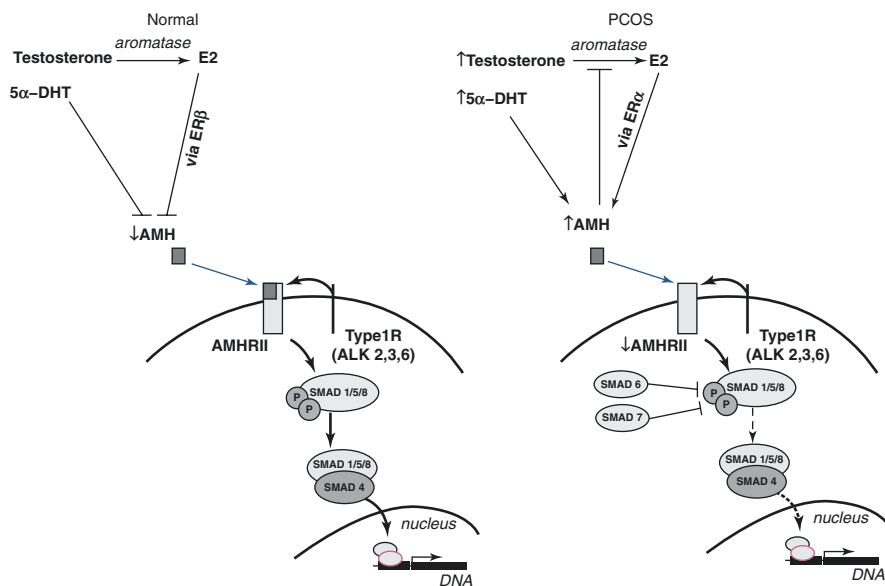 Normal
aromatase
Testosterone
E2
5α–DHT
via ERβ
↓AMH
AMHRII
Type1R
(ALK 2,3,6)
P
P
SMAD 1/5/8
SMAD 1/5/8
SMAD 4
nucleus
DNA
PCOS
aromatase
↑Testosterone
E2
↑5α–DHT
via ERα
↑AMH
↓AMHRII
Type1R
(ALK 2,3,6)
SMAD 6
SMAD 7
P
P
SMAD 1/5/8
SMAD 1/5/8
SMAD 4
nucleus
DNA